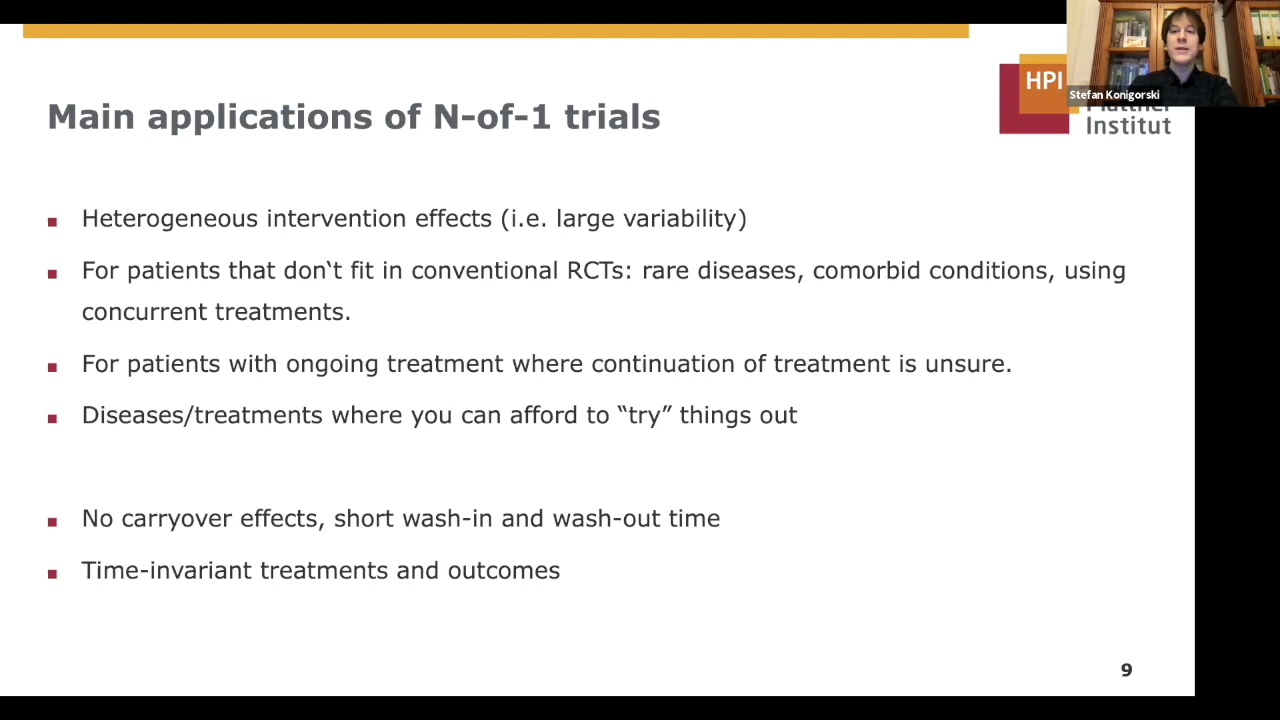 Stefan Konigorski
HPI
Institut
Main applications of N-of-1 trials
Heterogeneous intervention effects (i.e. large variability)
For patients that don‘t fit in conventional RCTs: rare diseases, comorbid conditions, using
concurrent treatments.
For patients with ongoing treatment where continuation of treatment is unsure.
Diseases/treatments where you can afford to “try” things out
No carryover effects, short wash-in and wash-out time
Time-invariant treatments and outcomes
9